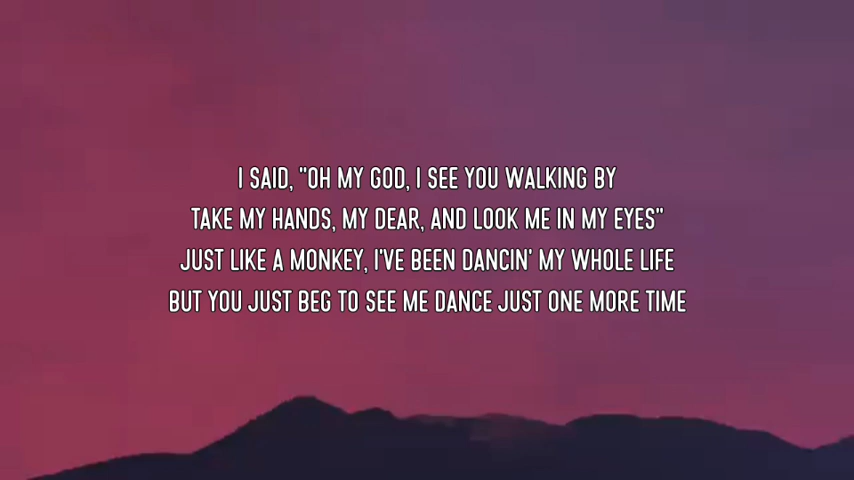 I SAID, "OH MY GOD, I SEE YOU WALKING BY
TAKE MY HANDS, MY DEAR, AND LOOK ME IN MY EYES"
JUST LIKE A MONKEY, I'VE BEEN DANCIN' MY WHOLE LIFE
BUT YOU JUST BEG TO SEE ME DANCE JUST ONE MORE TIME